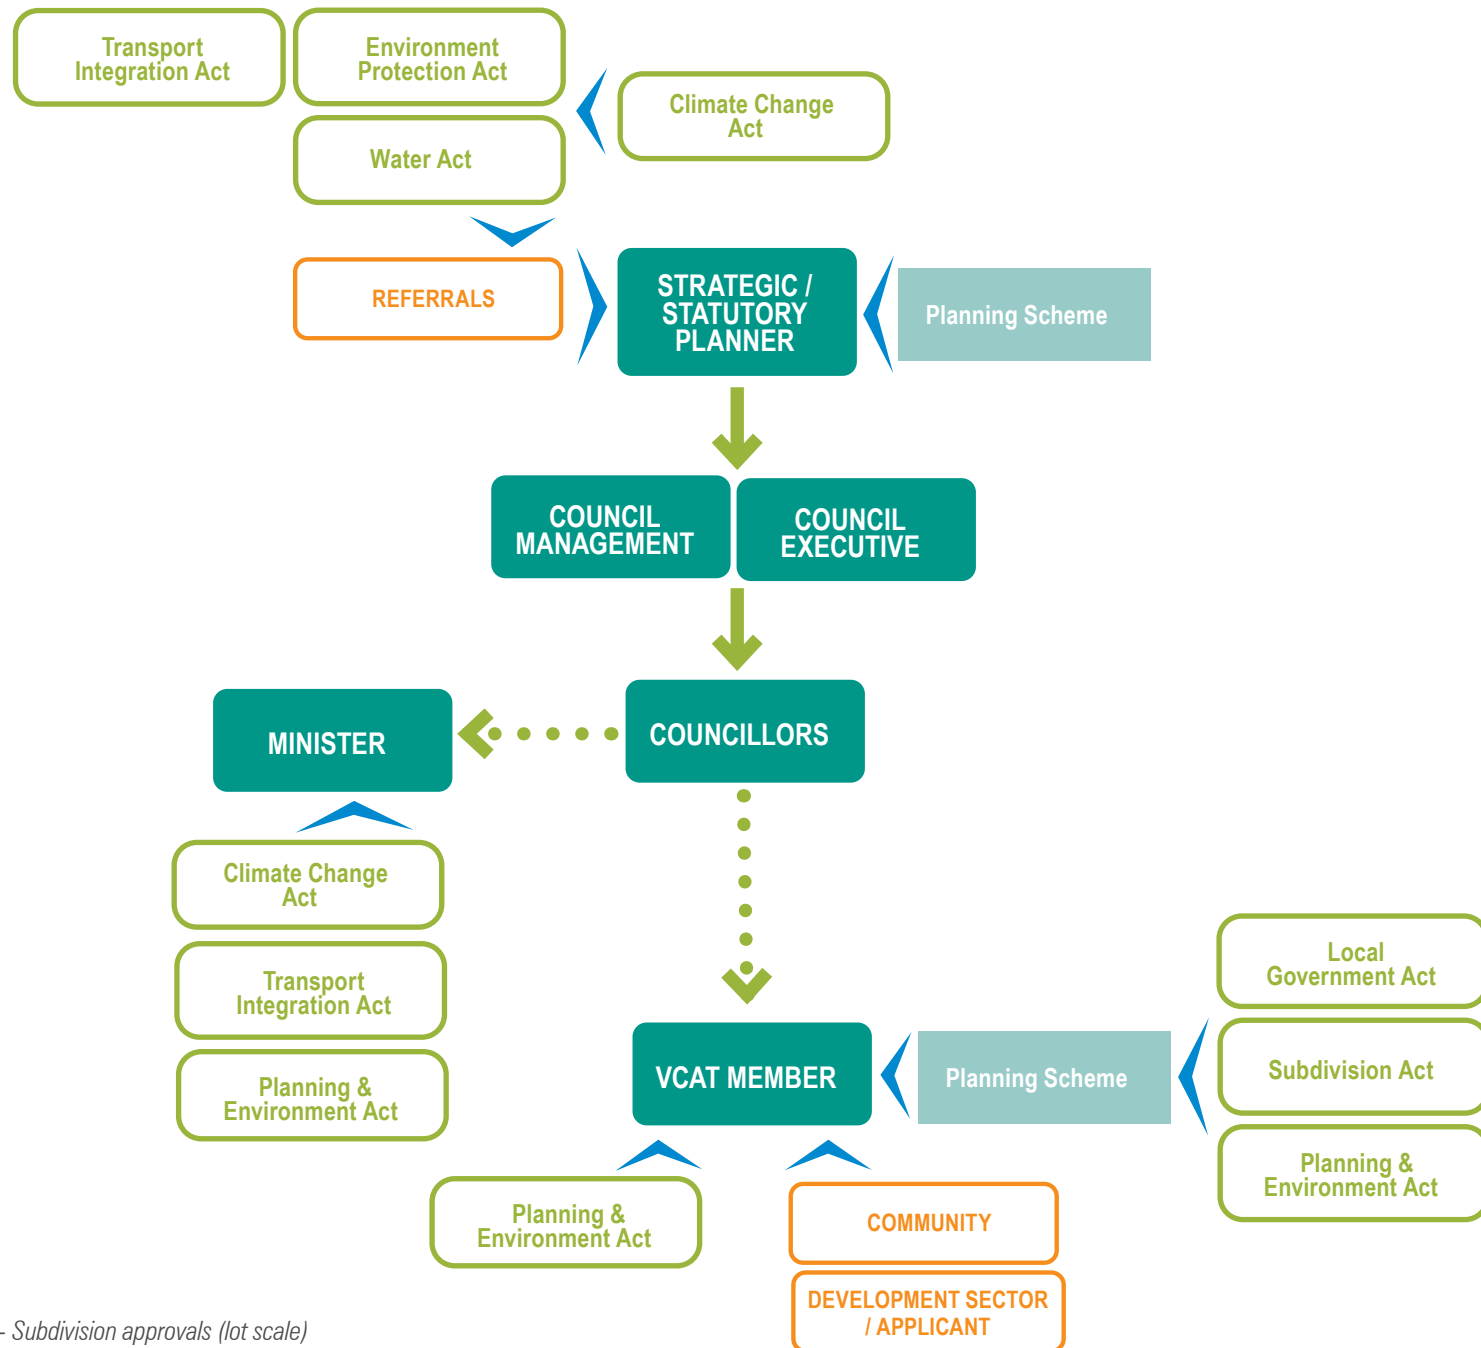 Transport
Integration Act
Environment
Protection Act
Climate Change
Act
Water Act
REFERRALS
STRATEGIC /
STATUTORY
PLANNER
Planning Scheme
COUNCIL
MANAGEMENT
COUNCIL
EXECUTIVE
MINISTER
COUNCILLORS
Climate Change
Act
Transport
Integration Act
Planning &
Environment Act
VCAT MEMBER
Planning Scheme
Local
Government Act
Subdivision Act
Planning &
Environment Act
Planning &
Environment Act
COMMUNITY
DEVELOPMENT SECTOR
/ APPLICANT
- Subdivision approvals (lot scale)